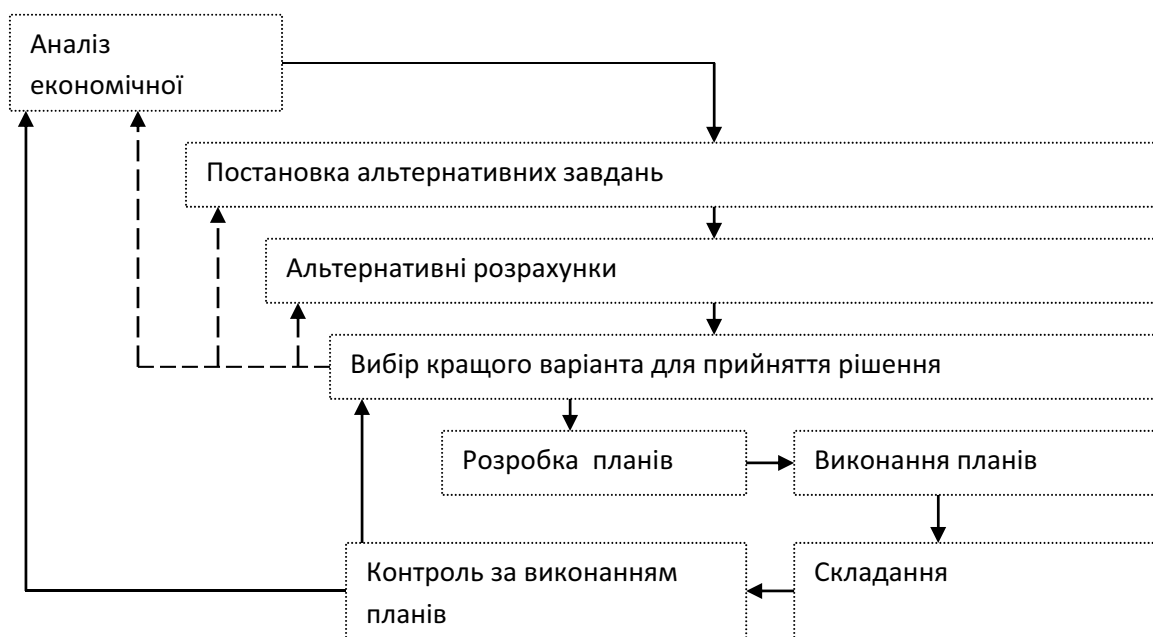 Аналіз
економічної
Постановка альтернативних завдань
Альтернативні розрахунки
Вибір кращого варіанта для прийняття рішення
Розробка планів
Виконання планів
Контроль за виконанням
планів
Складання